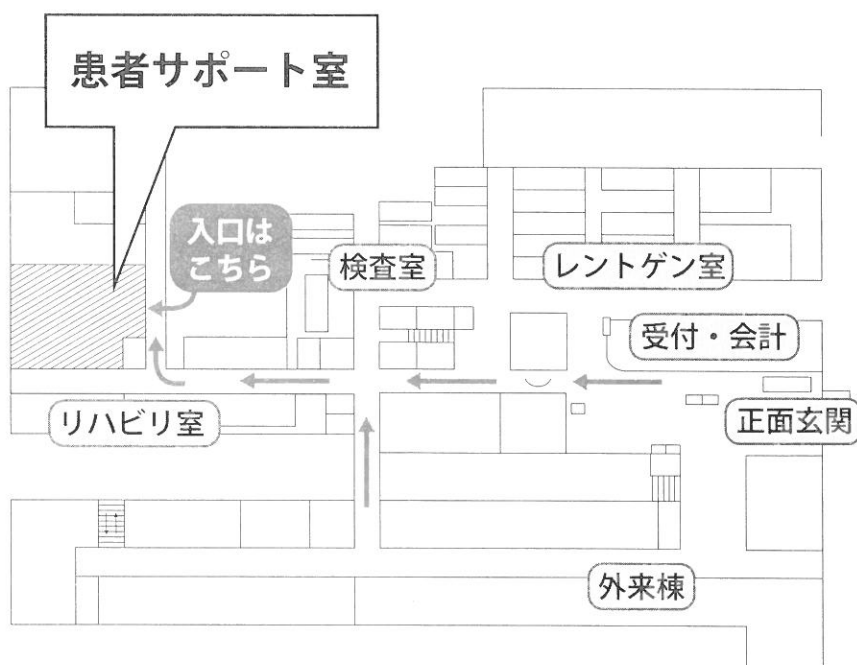 患者サポート室
入口は
こちら
検査室
レントゲン室
受付・会計
リハビリ室
正面玄関
外来棟